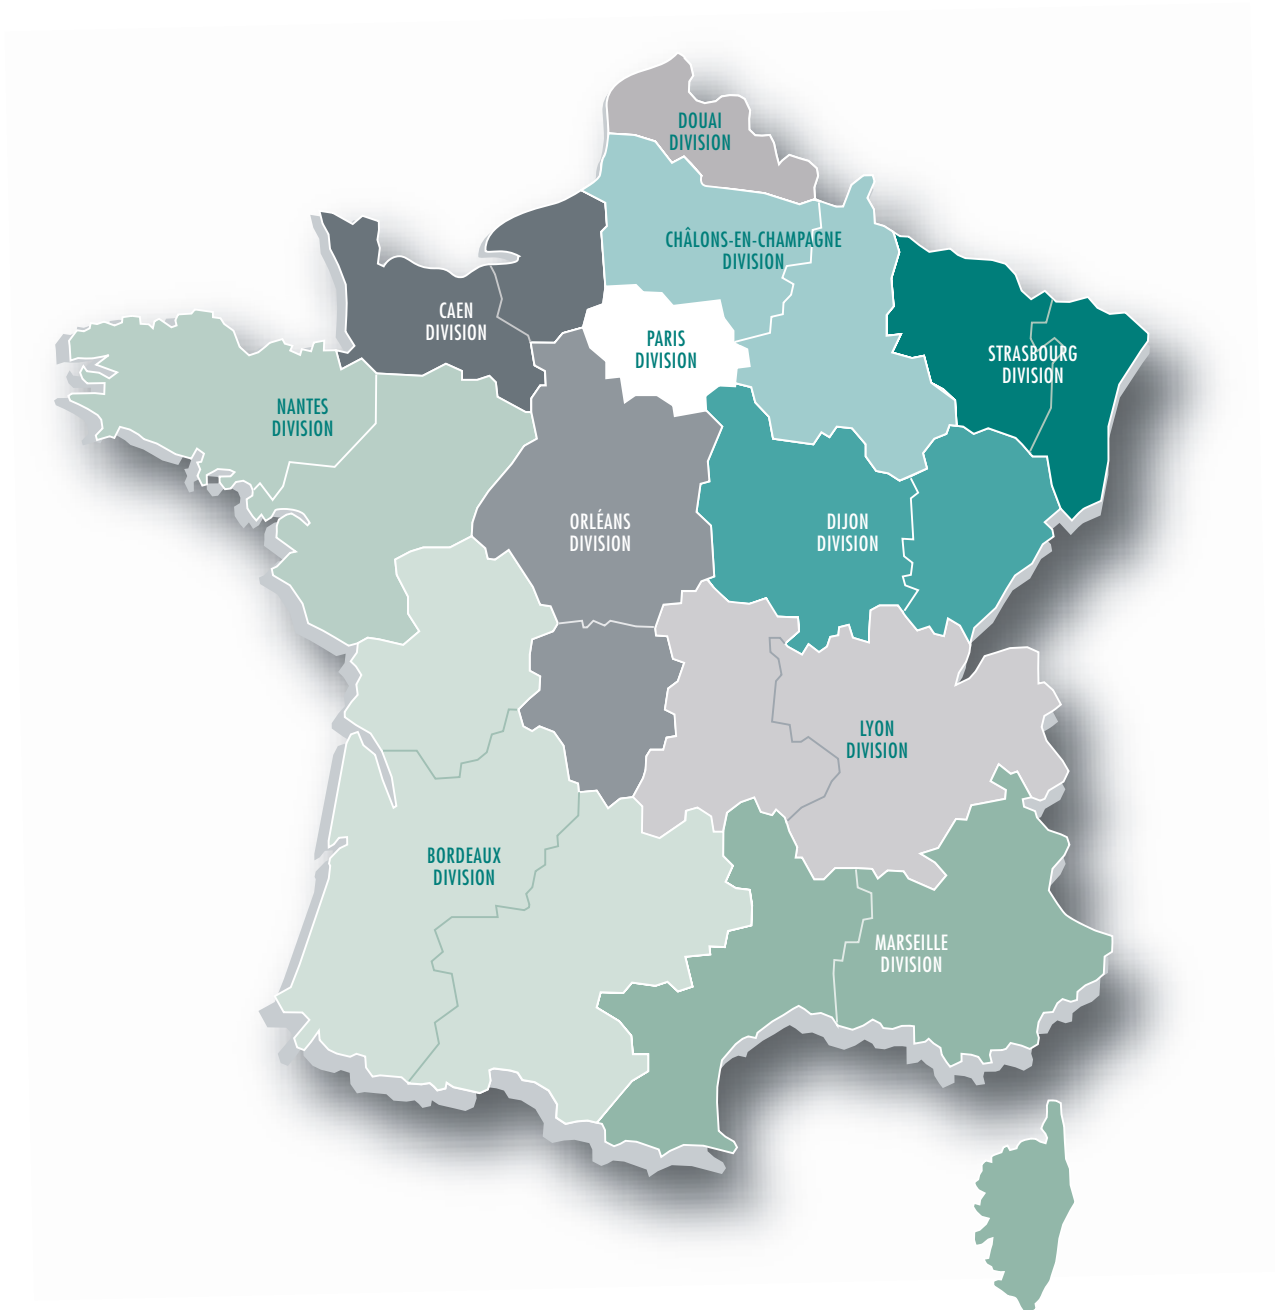 DOUAI
DIVISION
CHÂLONS-EN-CHAMPAGNE
DIVISION
CAEN
DIVISION
PARIS
DIVISION
STRASBOURG
DIVISION
NANTES
DIVISION
ORLÉANS
DIVISION
DIJON
DIVISION
LYON
DIVISION
BORDEAUX
DIVISION
MARSEILLE
DIVISION